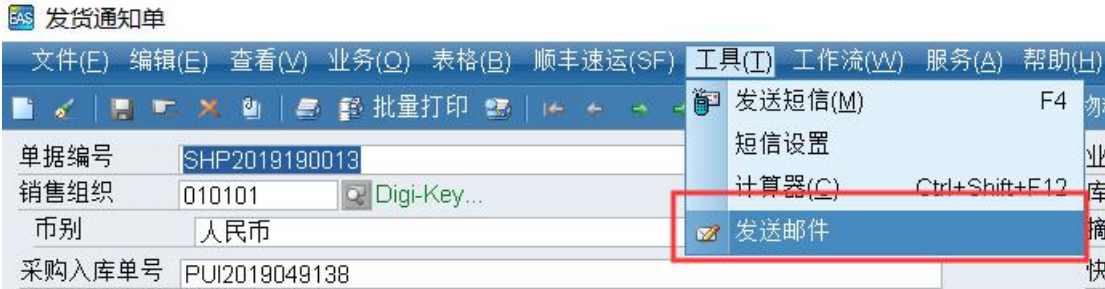 EAS 发货通知单
文件(F) 编辑(E) 查看(V) 业务(O) 表格(B) 顺丰速运(SF) 工具(T) 工作流(W) 服务(A) 帮助(H)
批量打印
发送短信(M) F4
短信设置
计算器(C) Ctrl+Shift+F12
发送邮件
单据编号 SHP2019190013
销售组织 010101 Digi-Key...
币别 人民币
采购入库单号 PUI2019049138